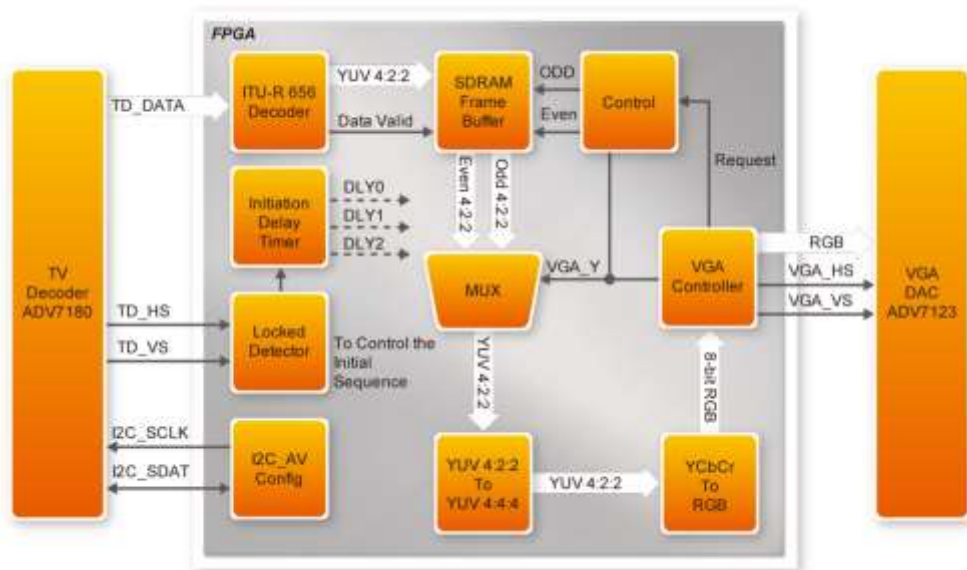 FPGA
TV
Decoder
ADV7180
TD_DATA
TD_HS
TD_VS
I2C_SCLK
I2C_SDAT
ITU-R 656
Decoder
YUV 4:2:2
Data Valid
SDRAM
Frame
Buffer
ODD
Even
Control
Request
Initiation
Delay
Timer
DLY0
DLY1
DLY2
Even 4:2:2
Odd 4:2:2
Locked
Detector
To Control the
Initial
Sequence
MUX
VGA_Y
VGA
Controller
RGB
VGA_HS
VGA_VS
VGA
DAC
ADV7123
YUV 4:2:2
8-bit RGB
I2C_AV
Config
YUV 4:2:2
To
YUV 4:4:4
YUV 4:2:2
YCbCr
To
RGB